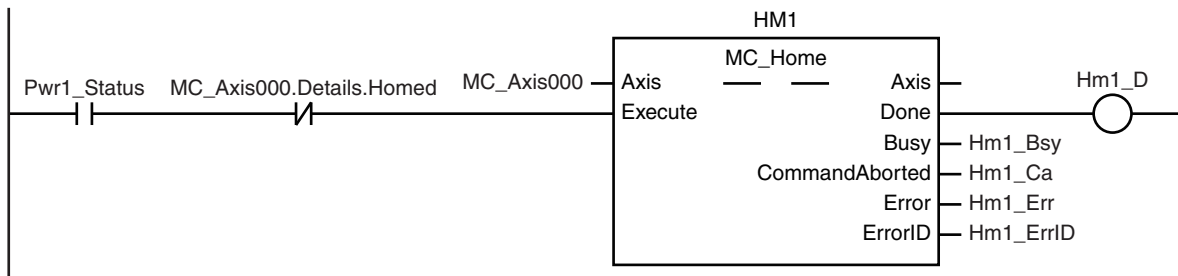 HM1
MC_Home
Pwr1_Status MC_Axis000.Details.Homed MC_Axis000 Axis Axis Hm1_D
Execute Done
Busy Hm1_Bsy
CommandAborted Hm1_Ca
Error Hm1_Err
ErrorID Hm1_ErrID